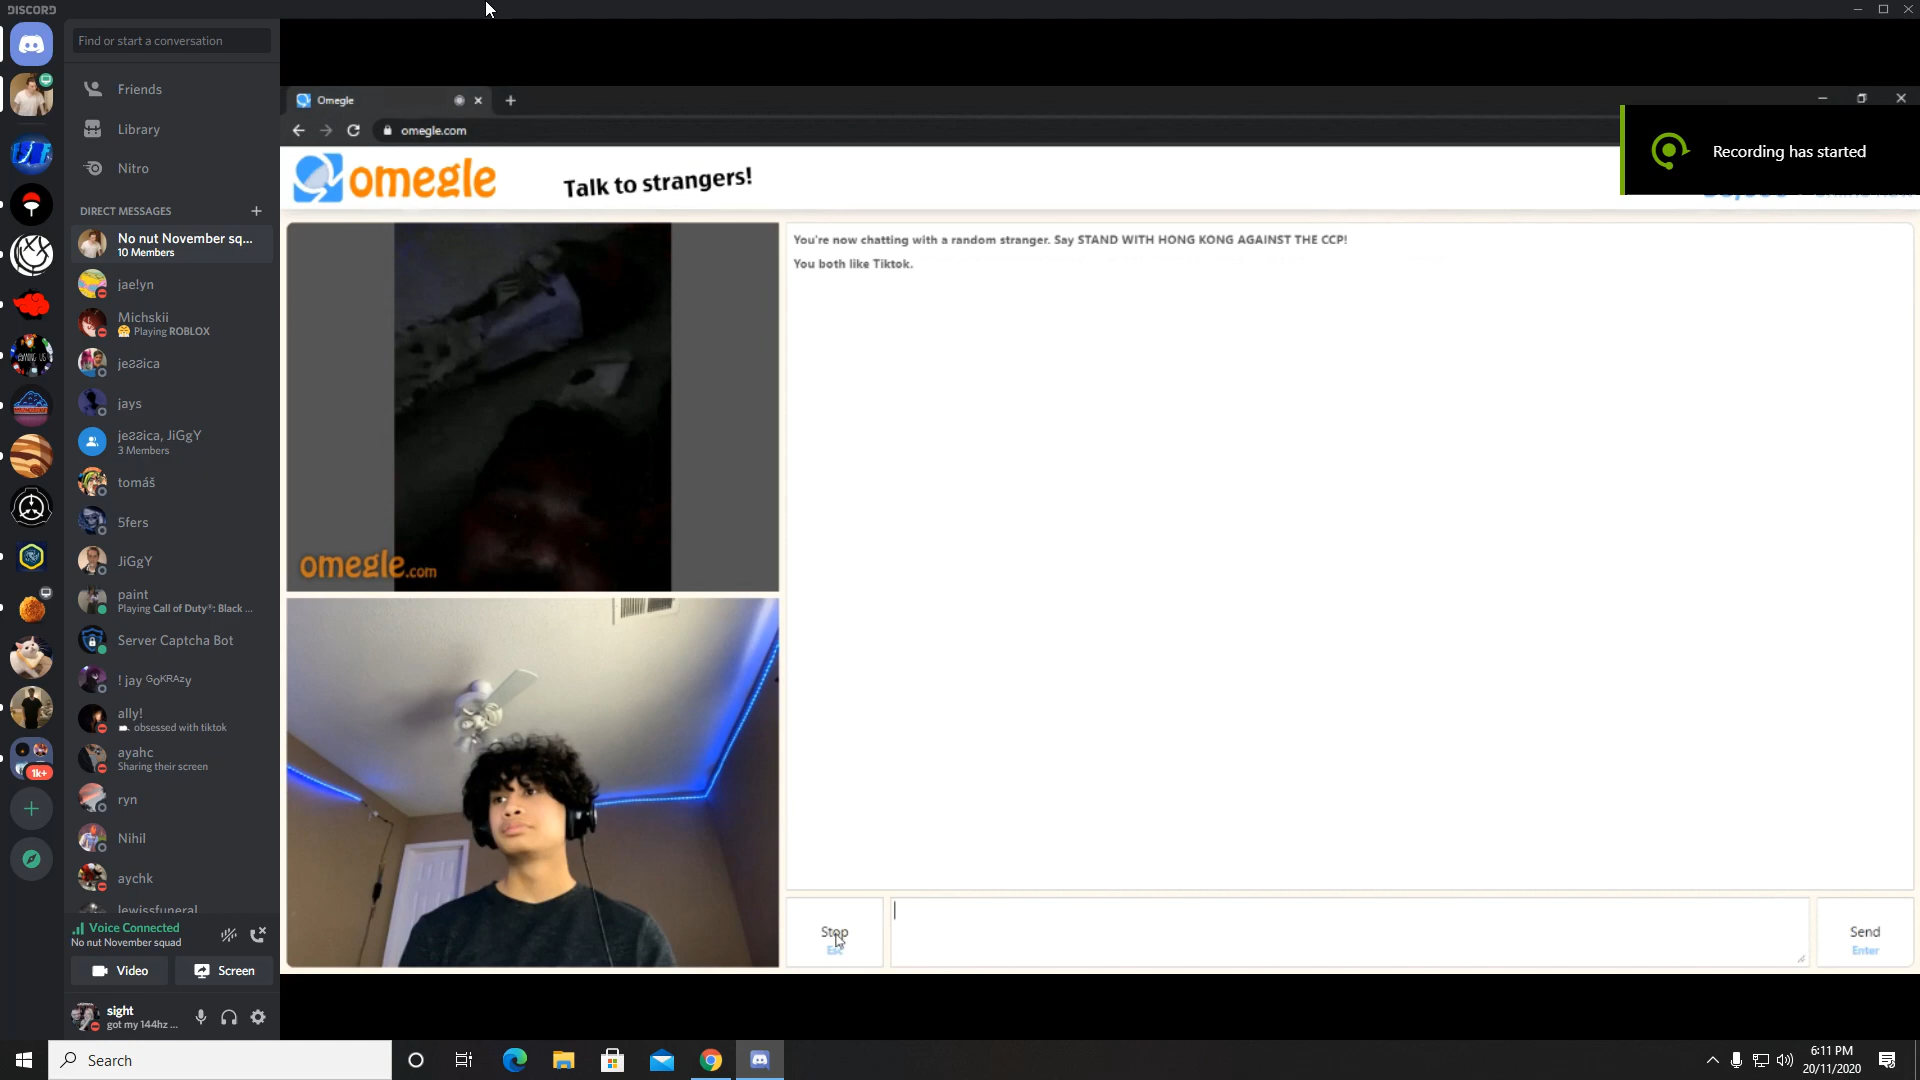 DISCORD
Find or start a conversation
Friends
Library
Nitro
DIRECT MESSAGES
No nut November sq...
10 Members
jae!yn
Michskii
Playing ROBLOX
jeƨƨica
jays
jeƨƨica, JiGgY
3 Members
tomáš
5fers
JiGgY
paint
Playing Call of Duty®: Black ...
Server Captcha Bot
! jay GoKRAzy
ally!
obsessed with tiktok
ayahc
Sharing their screen
ryn
Nihil
aychk
lewissfuneral
1k+
Voice Connected
No nut November squad
Video
Screen
sight
got my 144hz ...
Omegle
omegle.com
omegle
Talk to strangers!
Recording has started
You're now chatting with a random stranger. Say STAND WITH HONG KONG AGAINST THE CCP!
You both like Tiktok.
omegle.com
Stop
Esc
Send
Enter
Search
6:11 PM
20/11/2020